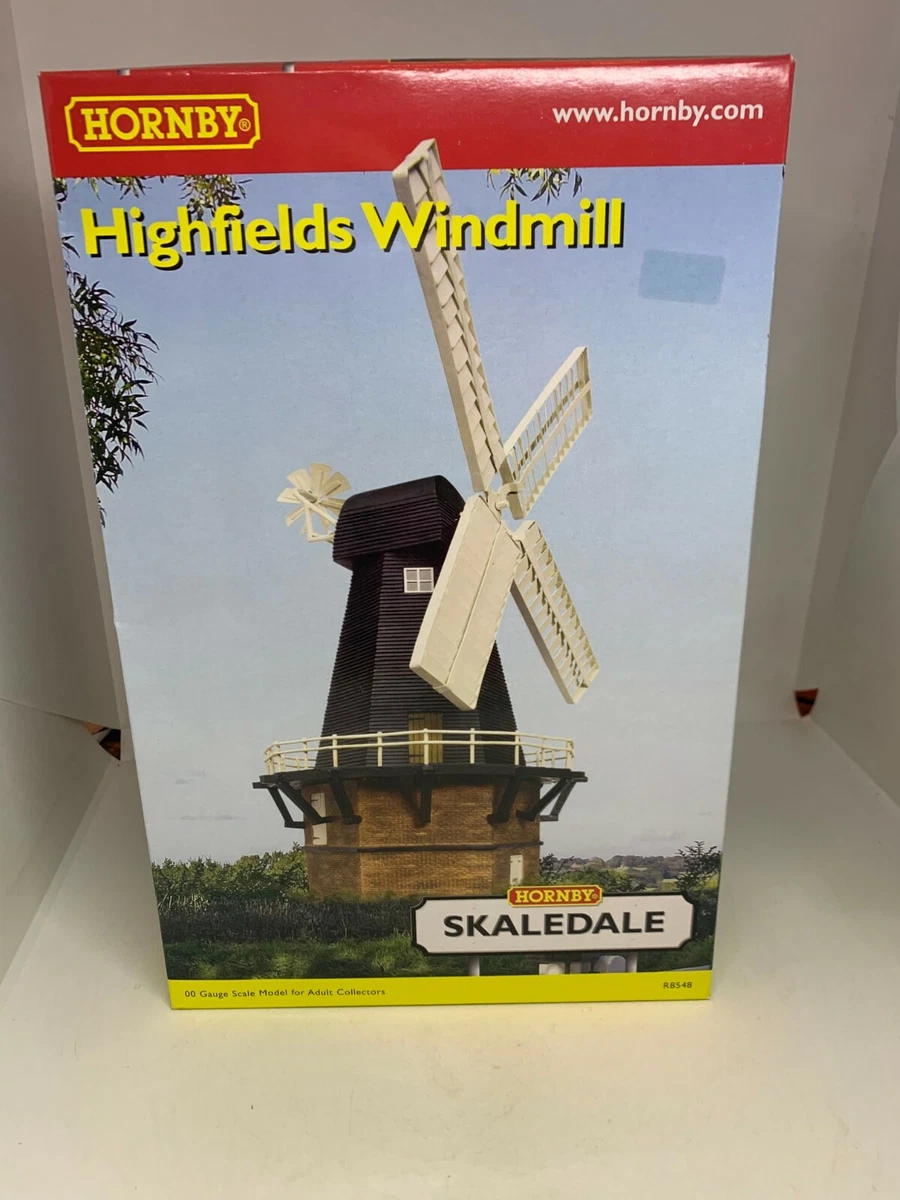 HORNBY®
www.hornby.com
Highfields Windmill
HORNBY®
SKALEDALE
00 Gauge Scale Model for Adult Collectors
R8548